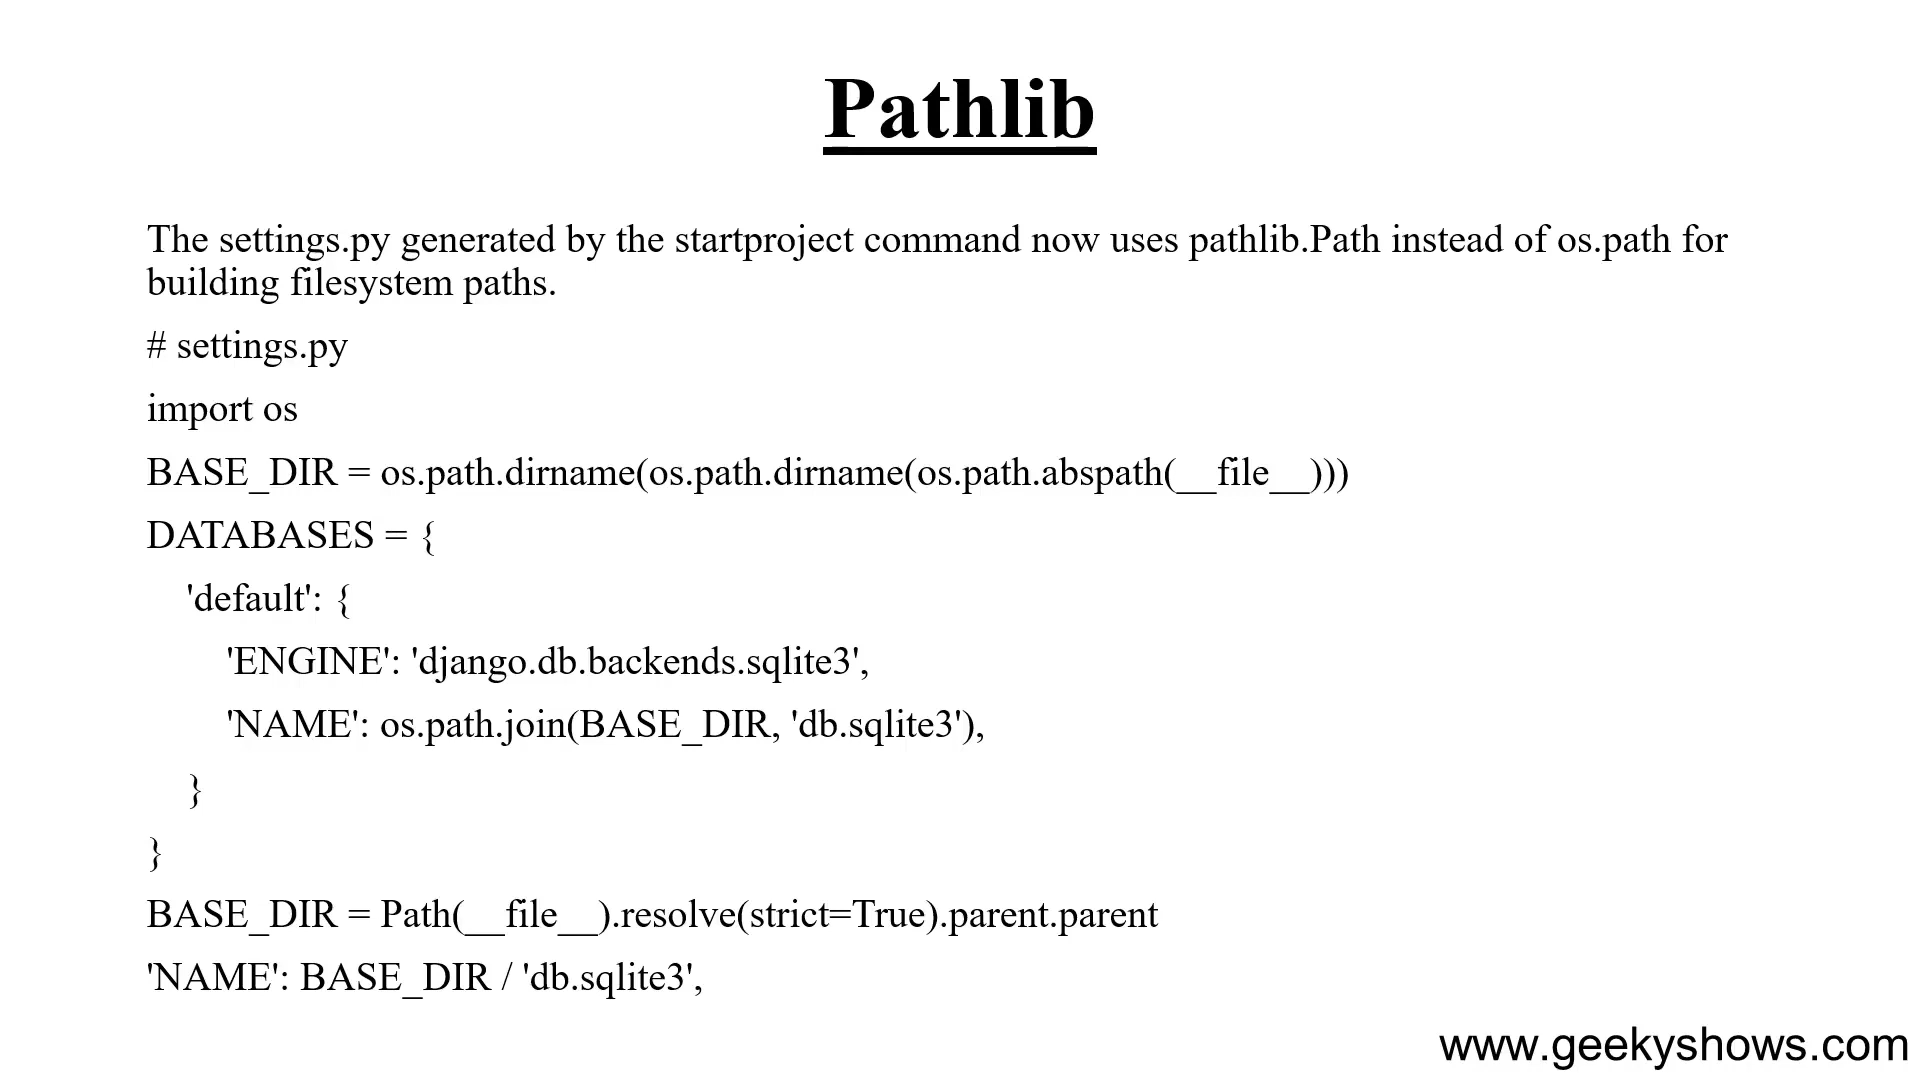 Pathlib
The settings.py generated by the startproject command now uses pathlib.Path instead of os.path for
building filesystem paths.
# settings.py
import os
BASE_DIR = os.path.dirname(os.path.dirname(os.path.abspath(__file__)))
DATABASES = {
    'default': {
        'ENGINE': 'django.db.backends.sqlite3',
        'NAME': os.path.join(BASE_DIR, 'db.sqlite3'),
    }
}
BASE_DIR = Path(__file__).resolve(strict=True).parent.parent
'NAME': BASE_DIR / 'db.sqlite3',
www.geekyshows.com